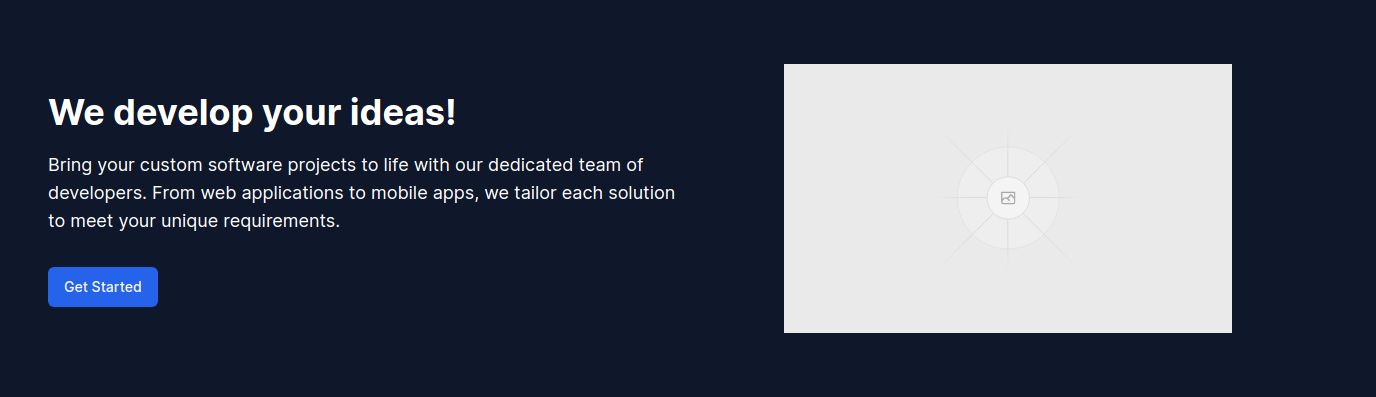 We develop your ideas!
Bring your custom software projects to life with our dedicated team of
developers. From web applications to mobile apps, we tailor each solution
to meet your unique requirements.
Get Started